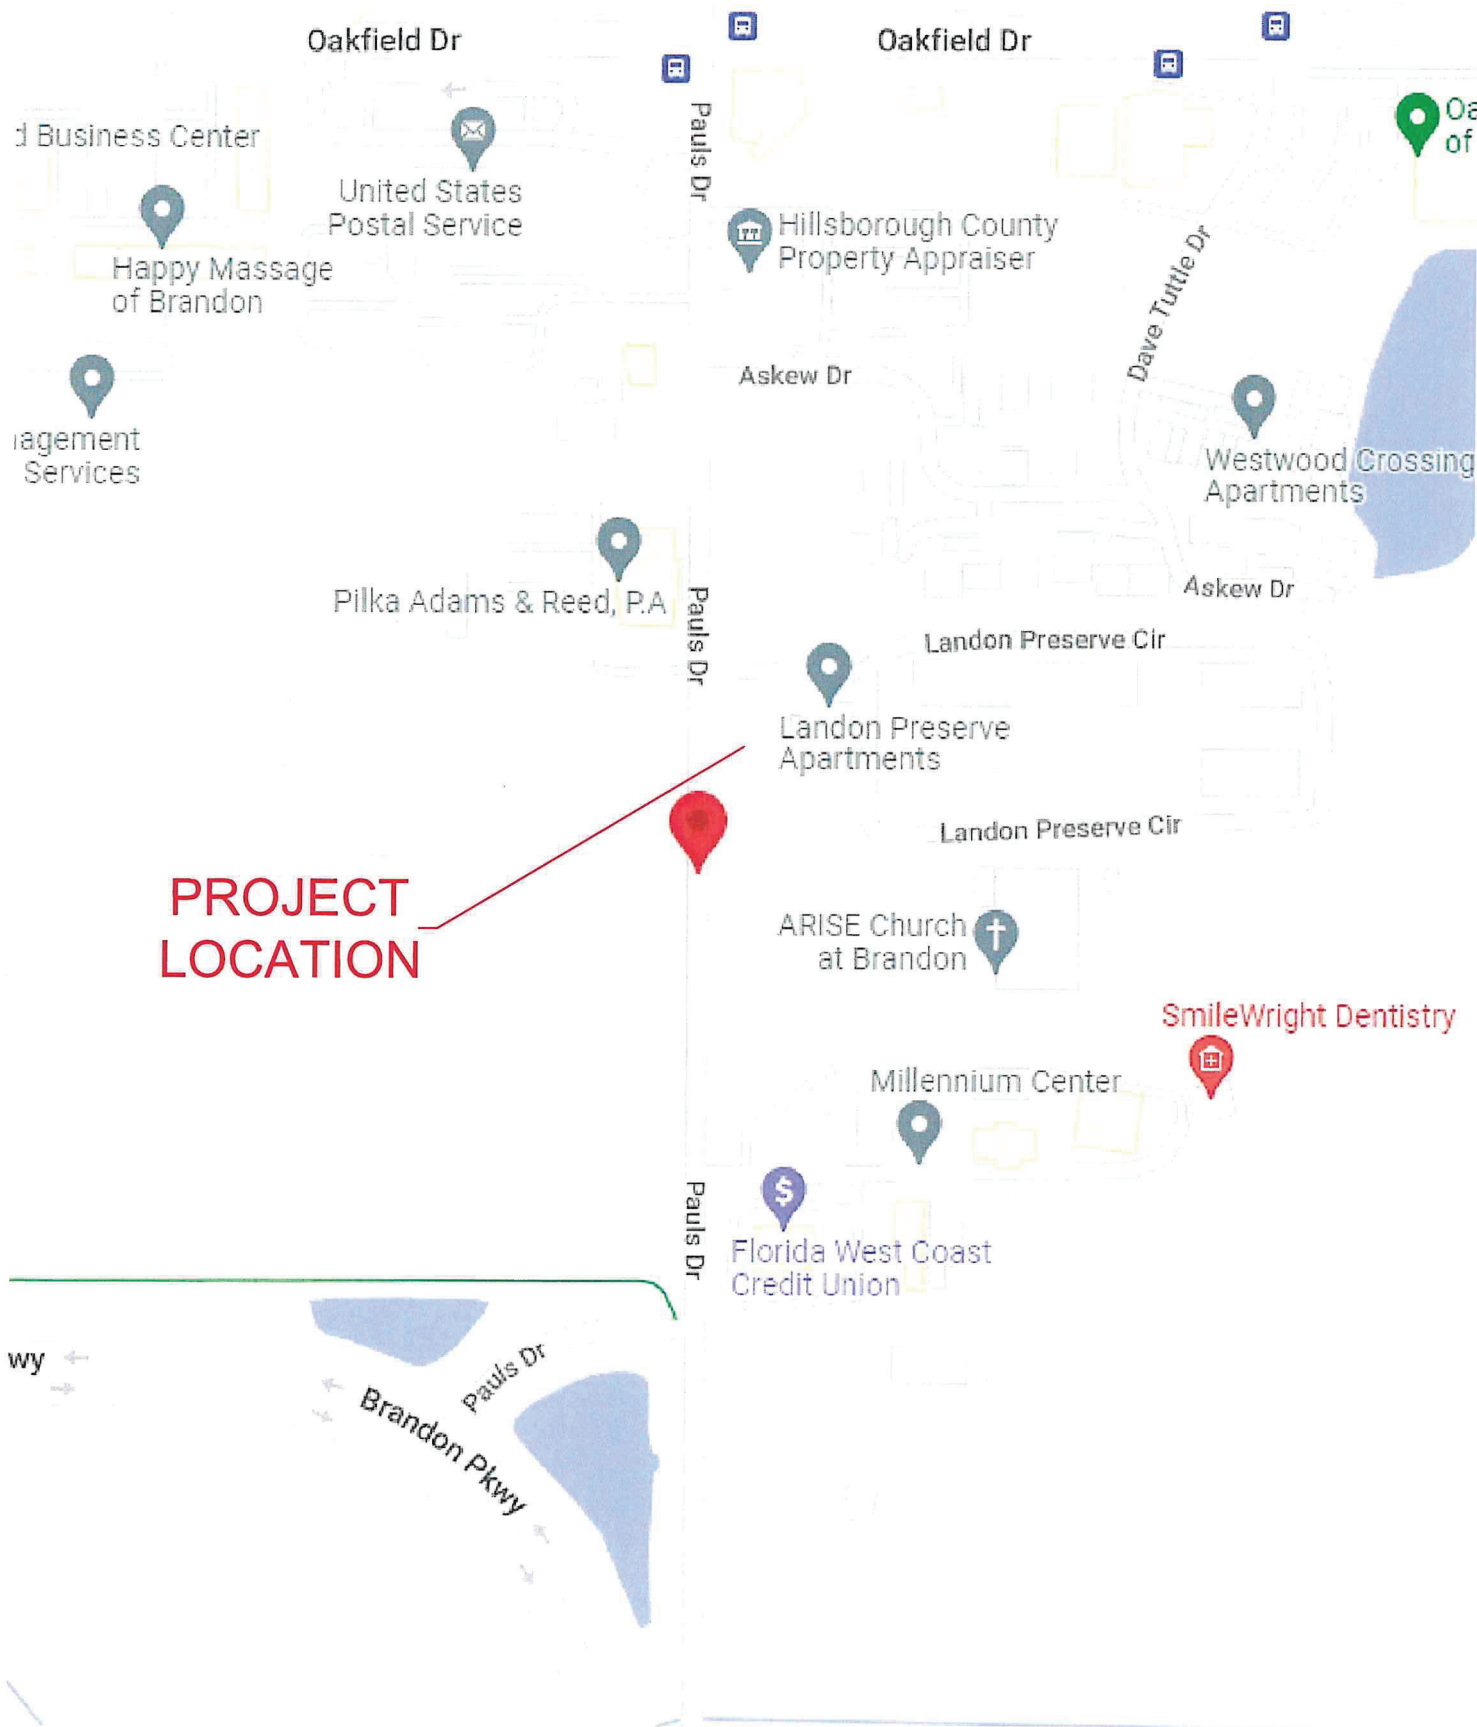 Oakfield Dr
Oakfield Dr
Pauls Dr
Oa
of
d Business Center
United States
Postal Service
Hillsborough County
Property Appraiser
Happy Massage
of Brandon
Dave Tuttle Dr
Askew Dr
agement
Services
Westwood Crossing
Apartments
Pilka Adams & Reed, P.A
Pauls Dr
Askew Dr
Landon Preserve Cir
Landon Preserve
Apartments
Landon Preserve Cir
PROJECT
LOCATION
ARISE Church
at Brandon
SmileWright Dentistry
Millennium Center
Pauls Dr
$
Florida West Coast
Credit Union
wy
Pauls Dr
Brandon Pkwy